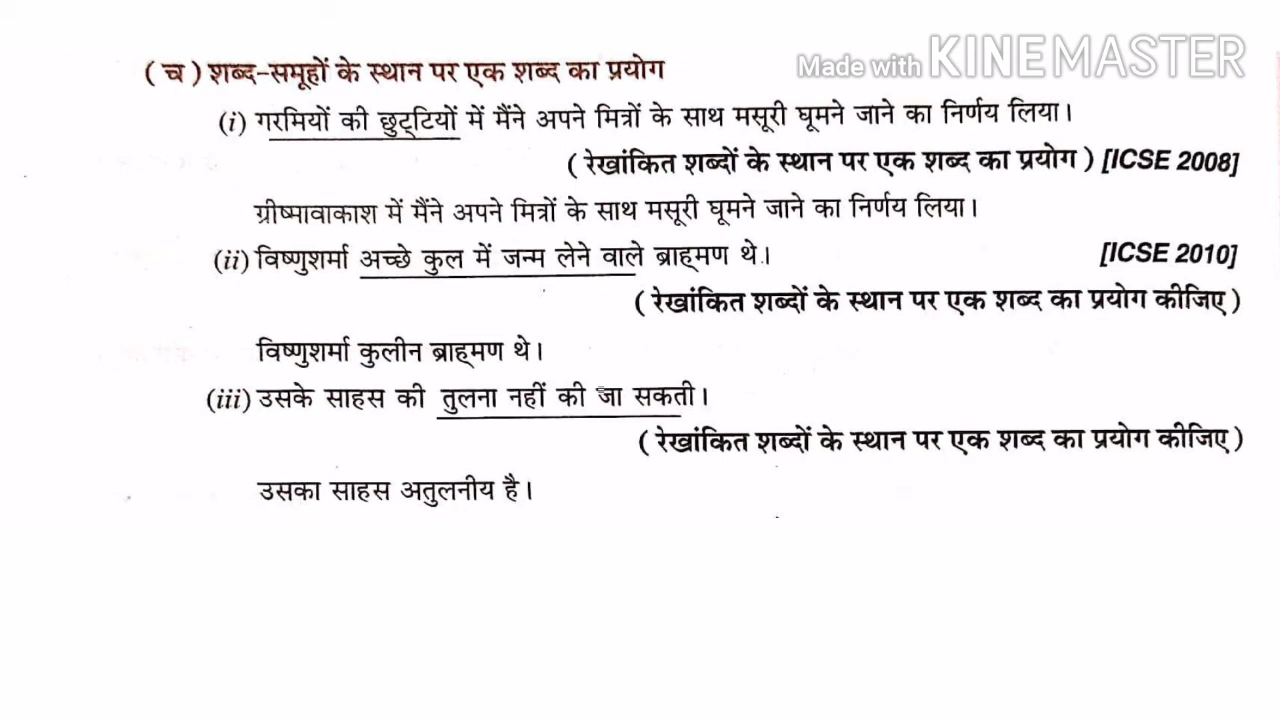 Made with KINEMASTER
( च ) शब्द-समूहों के स्थान पर एक शब्द का प्रयोग
(i) गरमियों की छुट्टियों में मैंने अपने मित्रों के साथ मसूरी घूमने जाने का निर्णय लिया।
( रेखांकित शब्दों के स्थान पर एक शब्द का प्रयोग ) [ICSE 2008]
ग्रीष्मावाकाश में मैंने अपने मित्रों के साथ मसूरी घूमने जाने का निर्णय लिया।
(ii) विष्णुशर्मा अच्छे कुल में जन्म लेने वाले ब्राह्मण थे। [ICSE 2010]
( रेखांकित शब्दों के स्थान पर एक शब्द का प्रयोग कीजिए )
विष्णुशर्मा कुलीन ब्राह्मण थे।
(iii) उसके साहस की तुलना नहीं की जा सकती।
( रेखांकित शब्दों के स्थान पर एक शब्द का प्रयोग कीजिए )
उसका साहस अतुलनीय है।